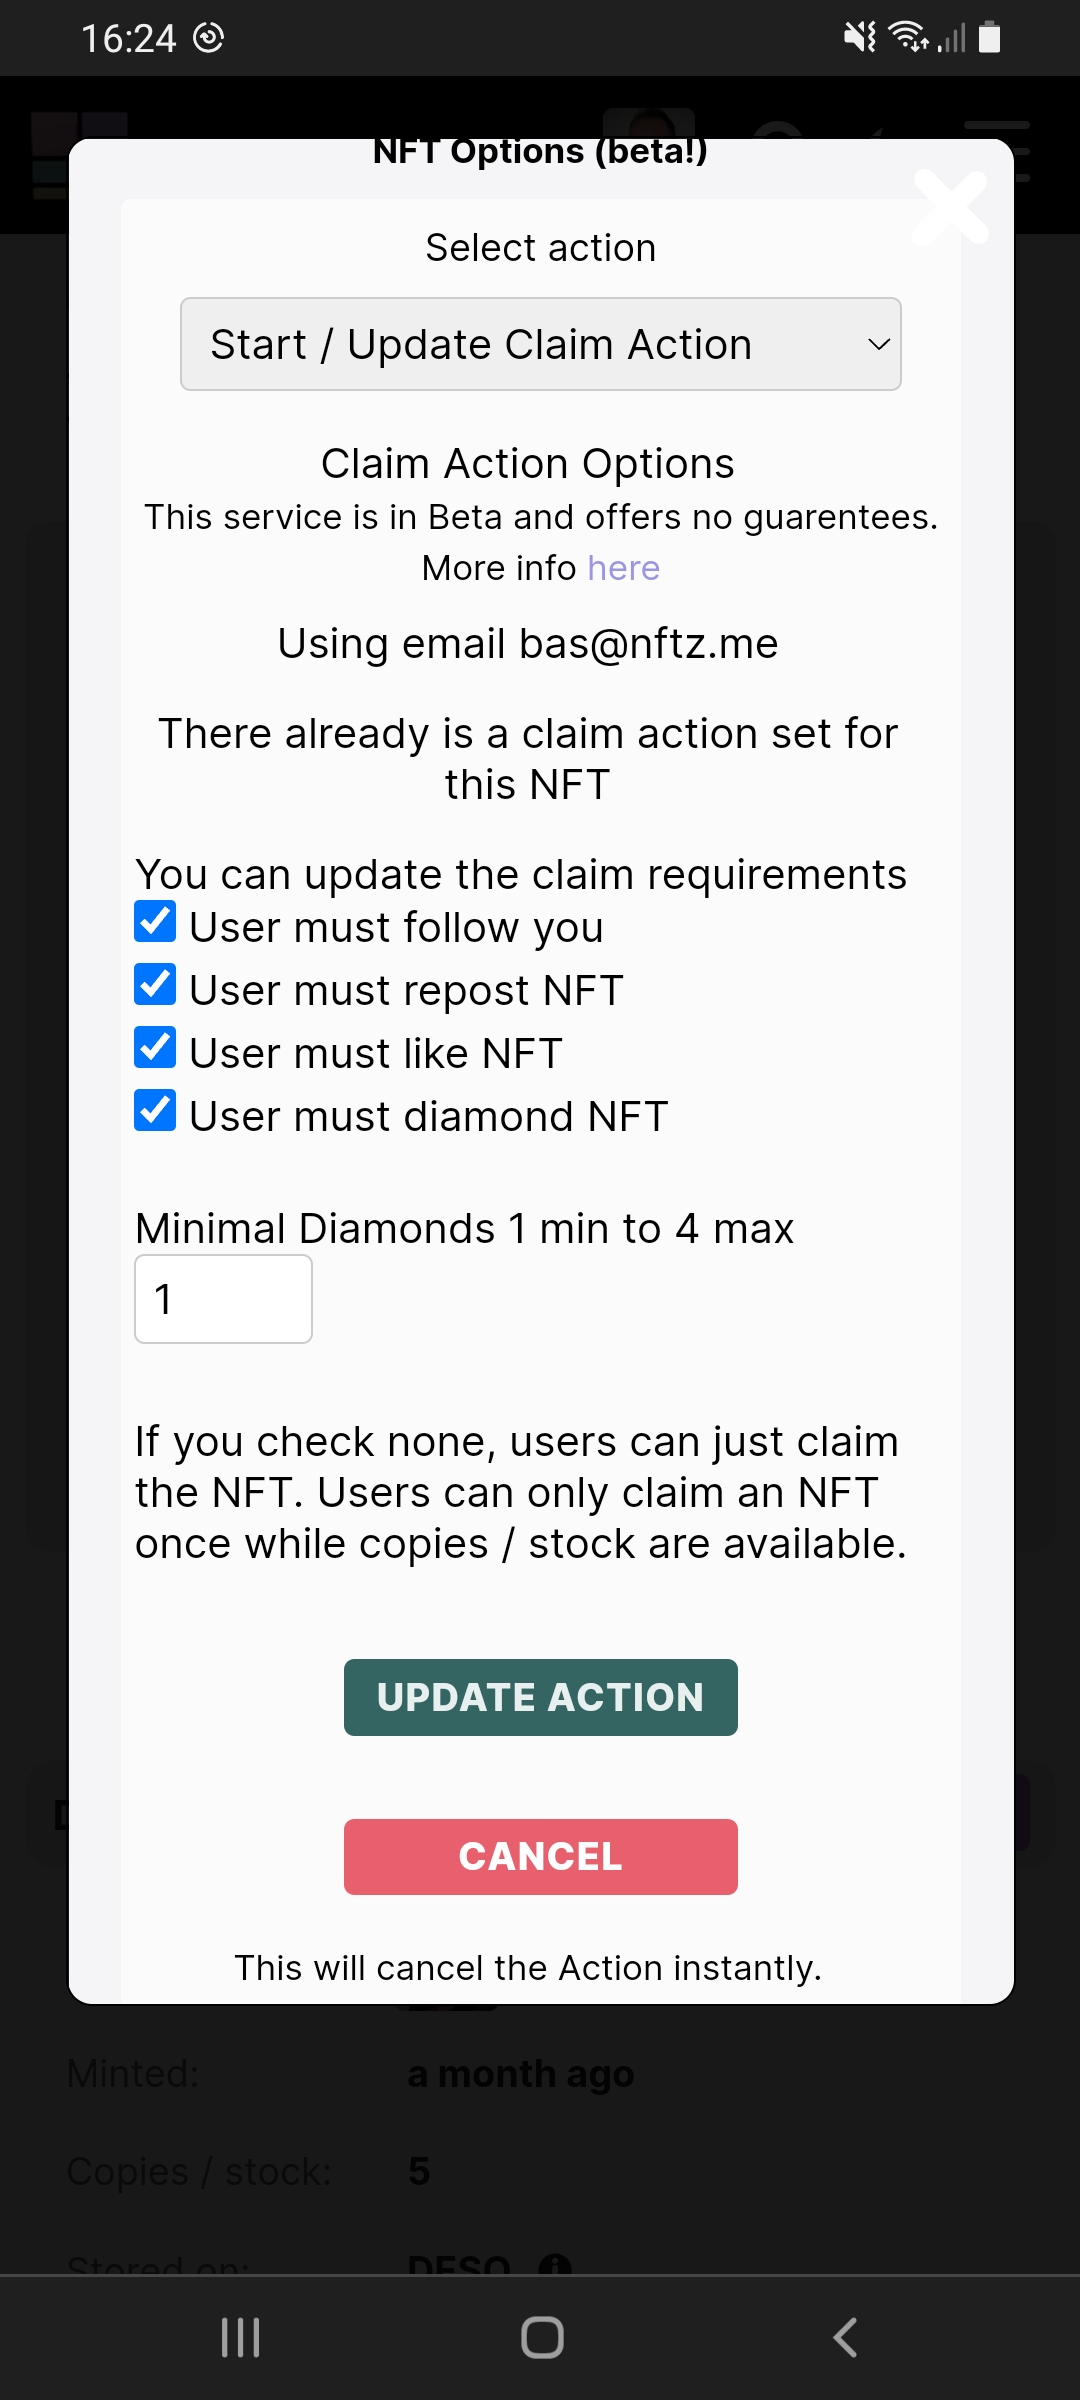 16:24
NFT Options (beta!)
Select action
Start / Update Claim Action
Claim Action Options
This service is in Beta and offers no guarentees.
More info here
Using email bas@nftz.me
There already is a claim action set for
this NFT
You can update the claim requirements
User must follow you
User must repost NFT
User must like NFT
User must diamond NFT
Minimal Diamonds 1 min to 4 max
1
If you check none, users can just claim
the NFT. Users can only claim an NFT
once while copies / stock are available.
UPDATE ACTION
CANCEL
This will cancel the Action instantly.
Minted: a month ago
Copies / stock: 5
Stored on: DESO